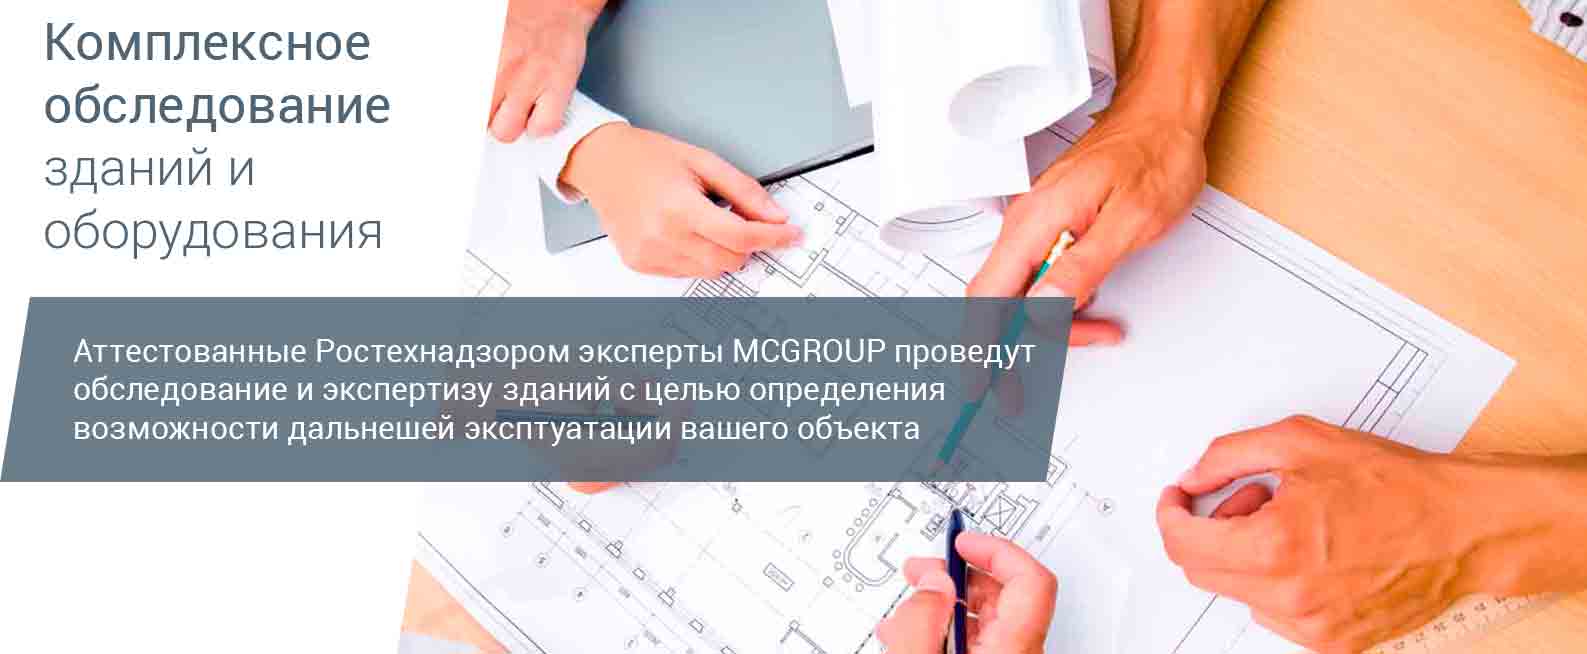 Комплексное
обследование
зданий и
оборудования
Аттестованные Ростехнадзором эксперты MCGROUP проведут
обследование и экспертизу зданий с целью определения
возможности дальнешей эксптуатации вашего объекта